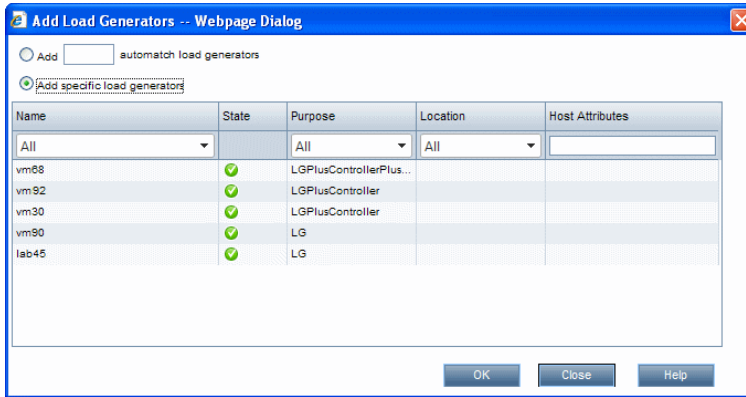 Add Load Generators -- Webpage Dialog
Add automatch load generators
Add specific load generators
Name State Purpose Location Host Attributes
All All All
vm68 LGPlusControllerPlus...
vm92 LGPlusController
vm30 LGPlusController
vm90 LG
lab45 LG
OK Close Help